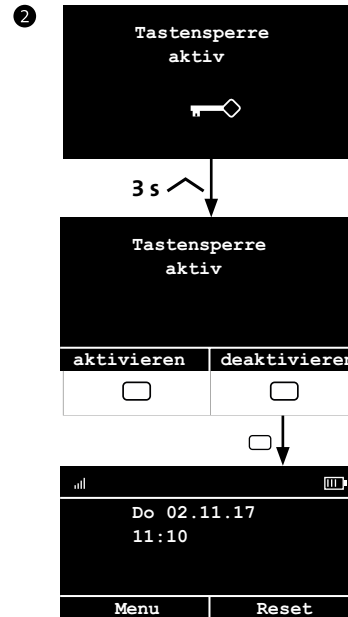 2
Tastensperre
aktiv
3 s
Tastensperre
aktiv
aktivieren deaktivieren
Do 02.11.17
11:10
Menu Reset